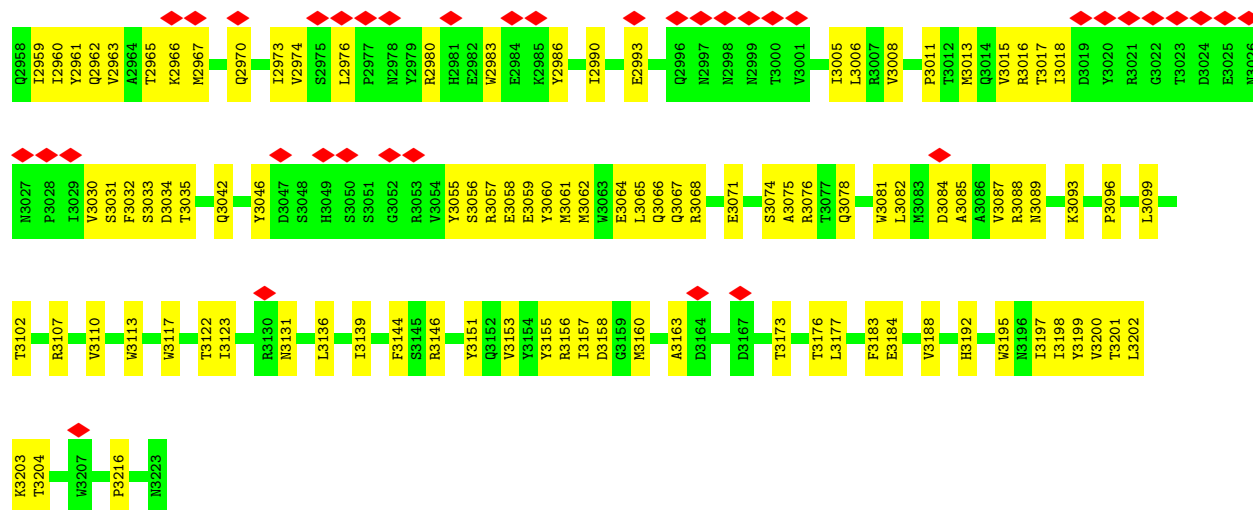 Q2958 I2959 I2960 Y2961 Q2962 V2963 A2964 T2965 K2966 M2967 Q2970 I2973 V2974 S2975 L2976 P2977 N2978 Y2979 R2980 H2981 E2982 W2983 E2984 K2985 Y2986 I2990 E2993 Q2996 N2997 N2998 N2999 T3000 V3001 I3005 L3006 R3007 V3008 P3011 T3012 M3013 Q3014 V3015 R3016 T3017 I3018 D3019 Y3020 R3021 G3022 T3023 D3024 E3025 N3026
N3027 P3028 I3029 V3030 S3031 F3032 S3033 D3034 T3035 Q3042 Y3046 D3047 S3048 H3049 S3050 S3051 G3052 R3053 V3054 Y3055 S3056 R3057 E3058 E3059 Y3060 M3061 M3062 W3063 E3064 L3065 Q3066 Q3067 R3068 E3071 S3074 A3075 R3076 T3077 Q3078 W3081 L3082 M3083 D3084 A3085 A3086 V3087 R3088 N3089 K3093 P3096 L3099
T3102 R3107 V3110 W3113 W3117 T3122 I3123 R3130 N3131 L3136 I3139 F3144 S3145 R3146 Y3151 Q3152 V3153 Y3154 Y3155 R3156 I3157 D3158 G3159 M3160 A3163 D3164 D3167 T3173 T3176 L3177 F3183 E3184 V3188 H3192 W3195 N3196 I3197 I3198 Y3199 V3200 T3201 L3202
K3203 T3204 W3207 P3216 N3223